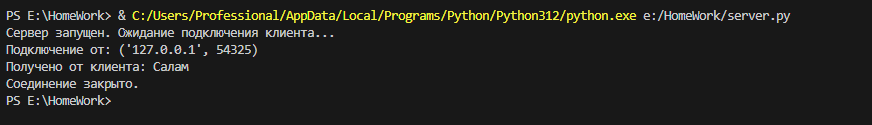 PS E:\HomeWork> & C:/Users/Professional/AppData/Local/Programs/Python/Python312/python.exe e:/HomeWork/server.py
Сервер запущен. Ожидание подключения клиента...
Подключение от: ('127.0.0.1', 54325)
Получено от клиента: Салам
Соединение закрыто.
PS E:\HomeWork>